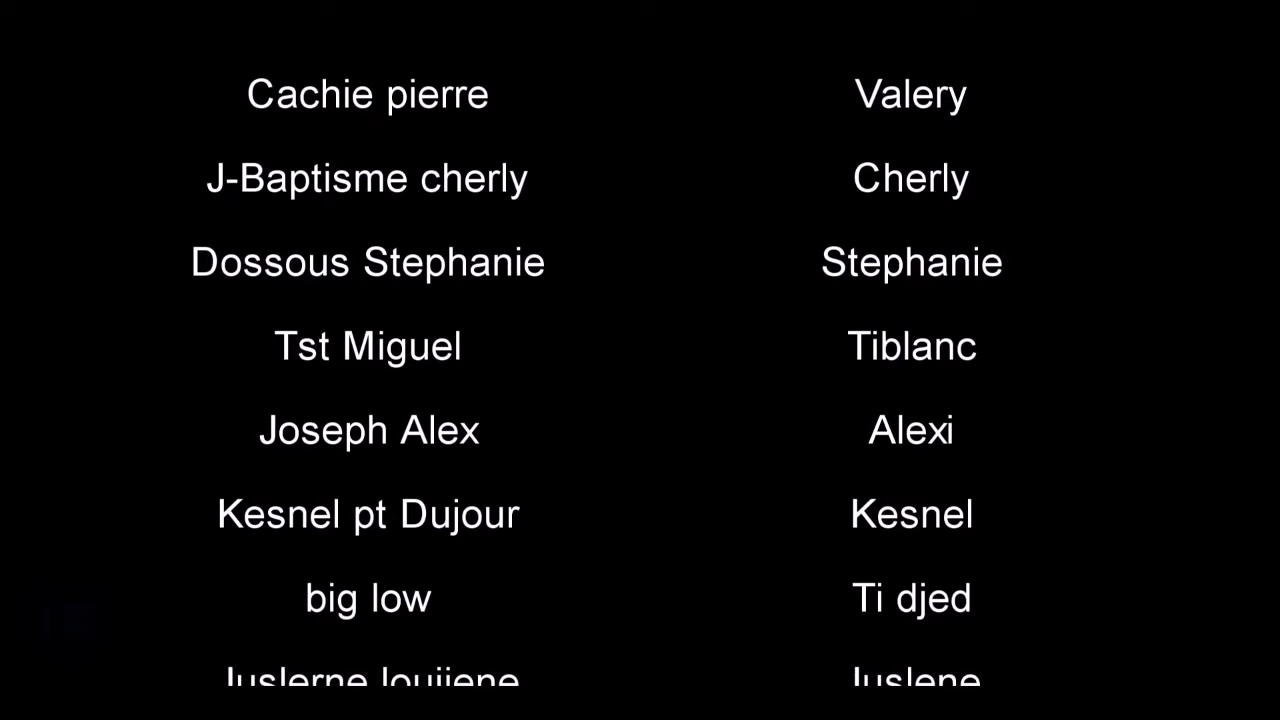 Cachie pierre Valery
J-Baptisme cherly Cherly
Dossous Stephanie Stephanie
Tst Miguel Tiblanc
Joseph Alex Alexi
Kesnel pt Dujour Kesnel
big low Ti djed
Juslene